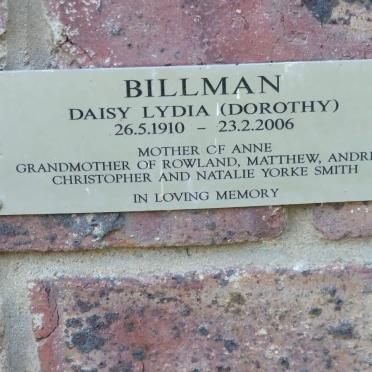 BILLMAN
DAISY LYDIA (DOROTHY)
26.5.1910 – 23.2.2006
MOTHER OF ANNE
GRANDMOTHER OF ROWLAND, MATTHEW,
CHRISTOPHER AND NATALIE YORKE SMITH
IN LOVING MEMORY